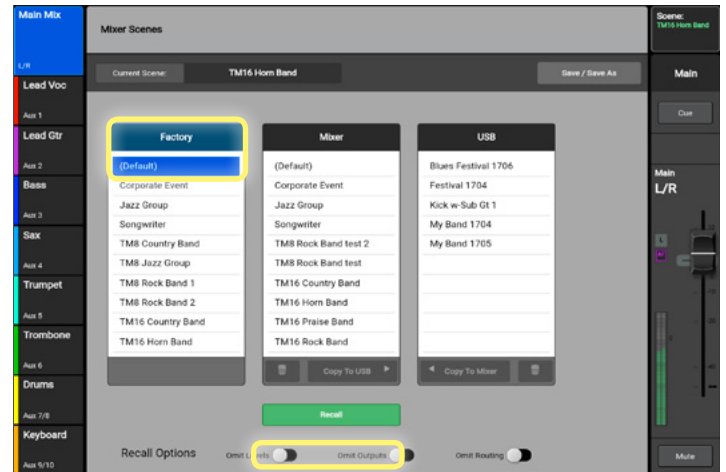 Main Mix
L/R
Lead Voc
Aux 1
Lead Gtr
Aux 2
Bass
Aux 3
Sax
Aux 4
Trumpet
Aux 5
Trombone
Aux 6
Drums
Aux 7/8
Keyboard
Aux 9/10
Mixer Scenes
Current Scene: TM16 Horn Band Save / Save As
Factory
(Default)
Corporate Event
Jazz Group
Songwriter
TM8 Country Band
TM8 Jazz Group
TM8 Rock Band 1
TM8 Rock Band 2
TM16 Country Band
TM16 Horn Band
Mixer
(Default)
Corporate Event
Jazz Group
Songwriter
TM8 Rock Band test 2
TM8 Rock Band test
TM16 Country Band
TM16 Horn Band
TM16 Praise Band
TM16 Rock Band
Copy To USB
USB
Blues Festival 1706
Festival 1704
Kick w-Sub Gt 1
My Band 1704
My Band 1705
Copy To Mixer
Recall
Recall Options Omit Levels Omit Outputs Omit Routing
Scene:
TM16 Horn Band
Main
Cue
Main
L/R
L
Mute